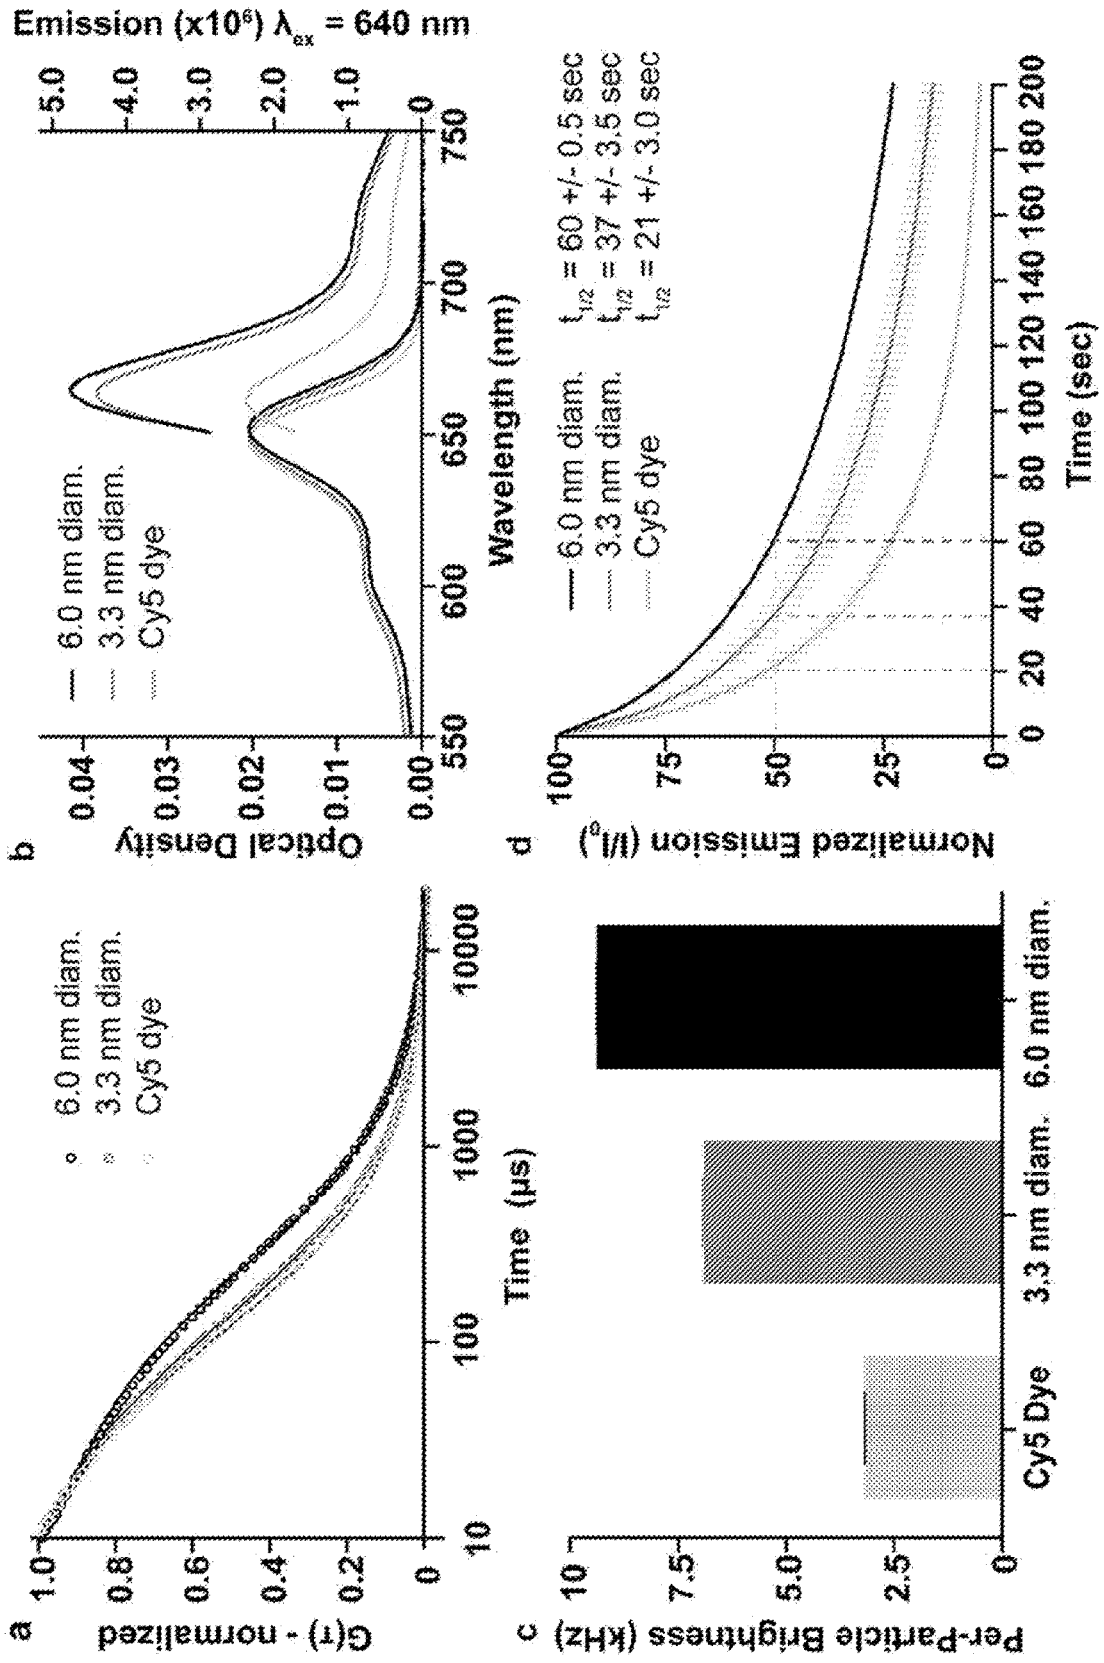 a
G(τ) - normalized
1.0
0.8
0.6
0.4
0.2
0
10
100
1000
10000
Time (µs)
6.0 nm diam.
3.3 nm diam.
Cy5 dye
b
Optical Density
0.04
0.03
0.02
0.01
0.00
550
600
650
700
750
Wavelength (nm)
6.0 nm diam.
3.3 nm diam.
Cy5 dye
5.0
4.0
3.0
2.0
1.0
0
Emission (x10⁶) λex = 640 nm
c
Per-Particle Brightness (kHz)
10
7.5
5.0
2.5
0
Cy5 Dye
3.3 nm diam.
6.0 nm diam.
d
Normalized Emission (I/I₀)
100
75
50
25
0
0
20
40
60
80
100
120
140
160
180
200
Time (sec)
6.0 nm diam. t1/2 = 60 +/- 0.5 sec
3.3 nm diam. t1/2 = 37 +/- 3.5 sec
Cy5 dye t1/2 = 21 +/- 3.0 sec